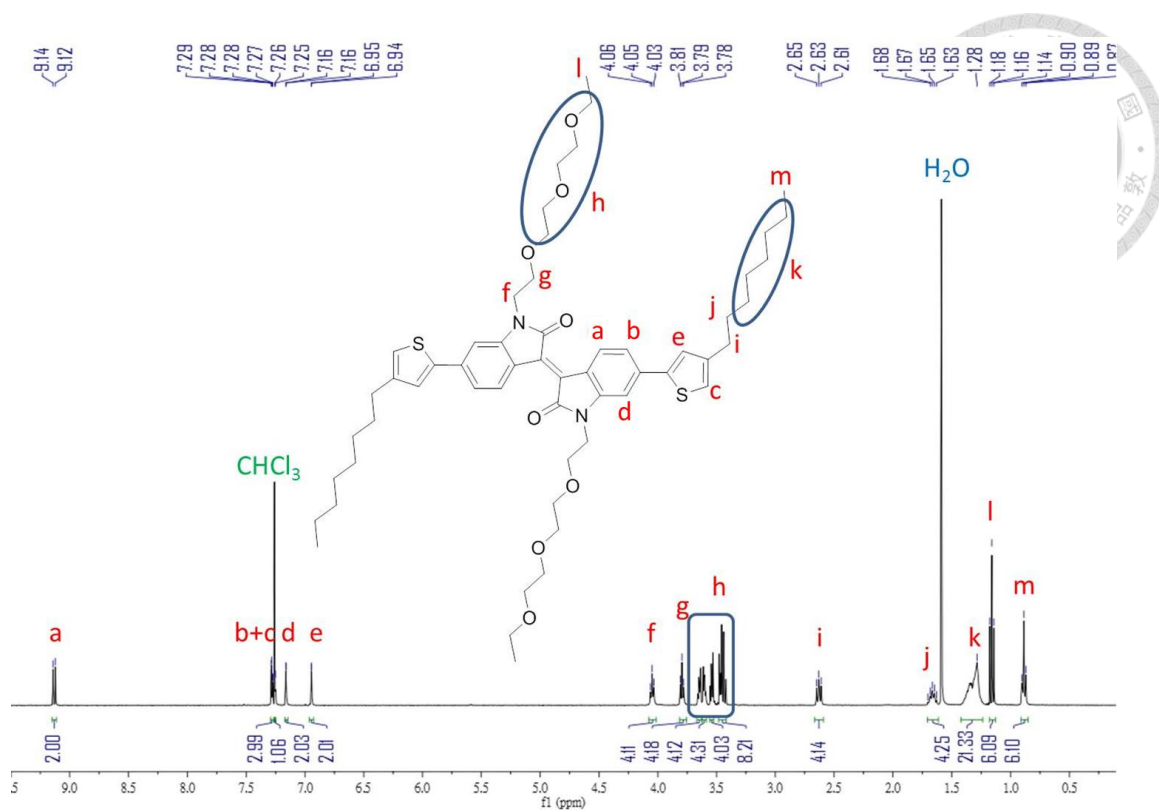 9.14 9.12 7.29 7.28 7.28 7.27 7.26 7.25 7.16 7.16 6.95 6.94 4.06 4.05 4.03 3.81 3.79 3.78 2.65 2.63 2.61 1.68 1.67 1.65 1.63 1.28 1.18 1.16 1.14 0.90 0.89 0.87
l
O
O
h
m
H2O
O
g
k
f
j
N
O
a
b
e
i
S
S
c
O
N
d
CHCl3
O
O
O
l
h
m
g
a
b+c
d
e
f
i
j
k
2.00 2.99 1.06 2.03 2.01 4.11 4.18 4.12 4.31 4.03 8.21 4.14 4.25 21.33 6.09 6.10
9.0 8.5 8.0 7.5 7.0 6.5 6.0 5.5 5.0 4.5 4.0 3.5 3.0 2.5 2.0 1.5 1.0 0.5
f1 (ppm)